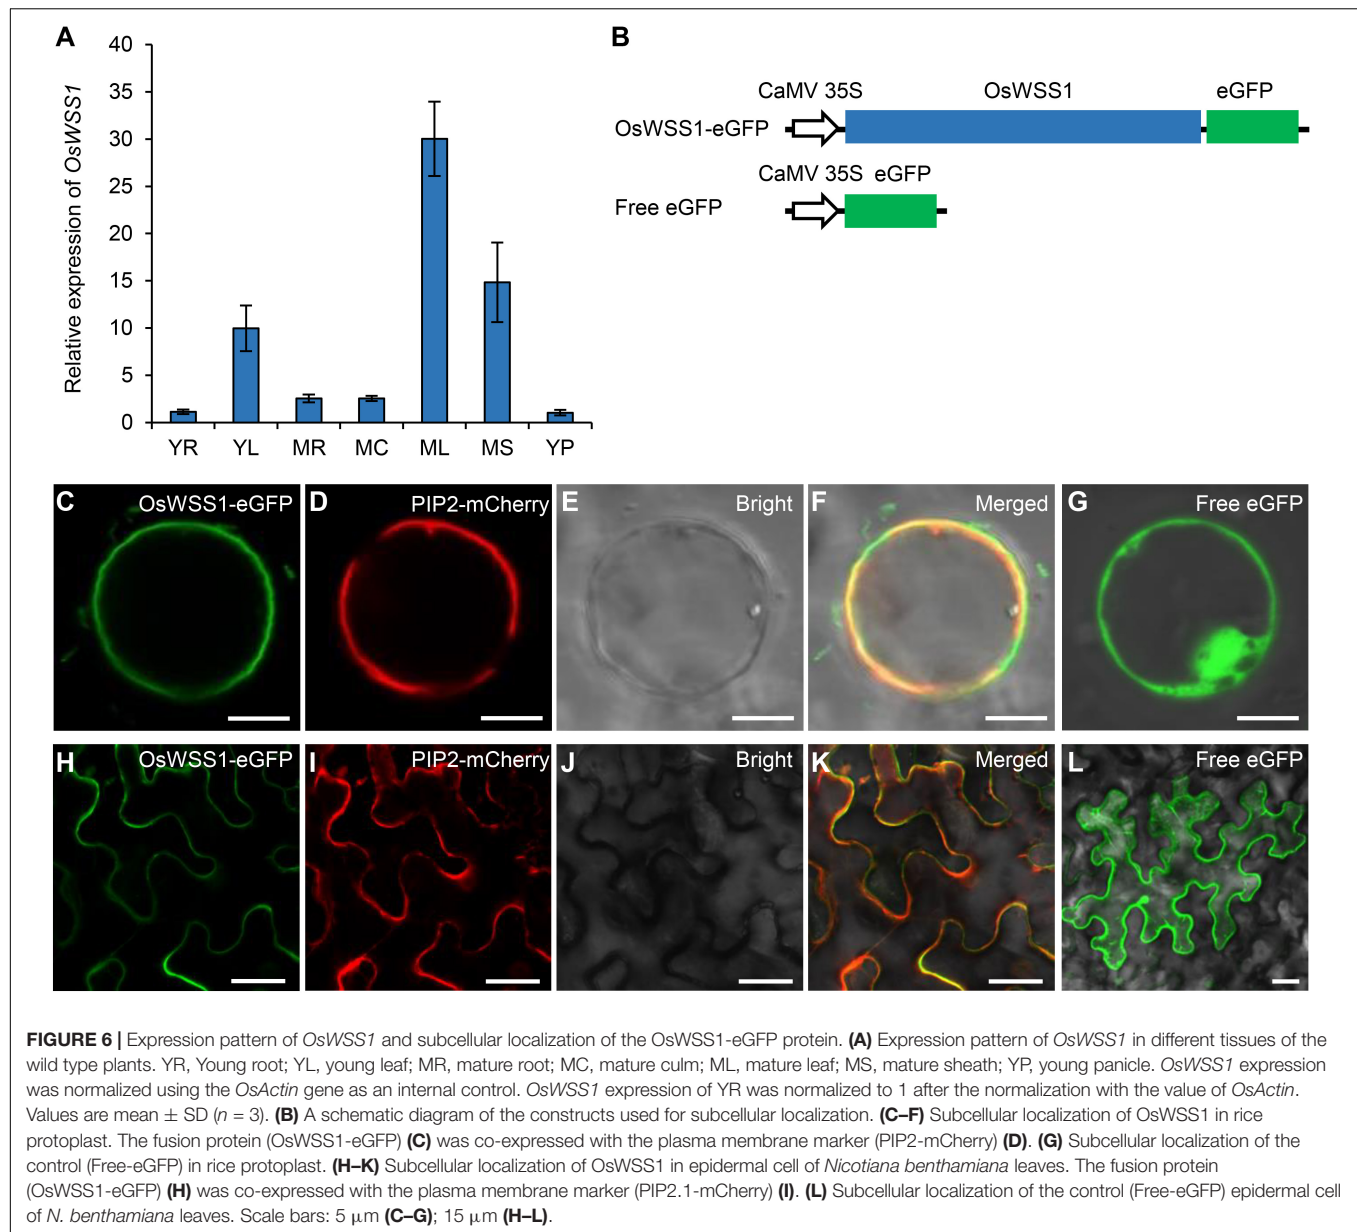 A
B
40
35
30
25
20
15
10
5
0
Relative expression of OsWSS1
YR YL MR MC ML MS YP
CaMV 35S OsWSS1 eGFP
OsWSS1-eGFP
CaMV 35S eGFP
Free eGFP
C OsWSS1-eGFP
D PIP2-mCherry
E Bright
F Merged
G Free eGFP
H OsWSS1-eGFP
I PIP2-mCherry
J Bright
K Merged
L Free eGFP
FIGURE 6 | Expression pattern of OsWSS1 and subcellular localization of the OsWSS1-eGFP protein. (A) Expression pattern of OsWSS1 in different tissues of the
wild type plants. YR, Young root; YL, young leaf; MR, mature root; MC, mature culm; ML, mature leaf; MS, mature sheath; YP, young panicle. OsWSS1 expression
was normalized using the OsActin gene as an internal control. OsWSS1 expression of YR was normalized to 1 after the normalization with the value of OsActin.
Values are mean ± SD (n = 3). (B) A schematic diagram of the constructs used for subcellular localization. (C–F) Subcellular localization of OsWSS1 in rice
protoplast. The fusion protein (OsWSS1-eGFP) (C) was co-expressed with the plasma membrane marker (PIP2-mCherry) (D). (G) Subcellular localization of the
control (Free-eGFP) in rice protoplast. (H–K) Subcellular localization of OsWSS1 in epidermal cell of Nicotiana benthamiana leaves. The fusion protein
(OsWSS1-eGFP) (H) was co-expressed with the plasma membrane marker (PIP2.1-mCherry) (I). (L) Subcellular localization of the control (Free-eGFP) epidermal cell
of N. benthamiana leaves. Scale bars: 5 μm (C–G); 15 μm (H–L).